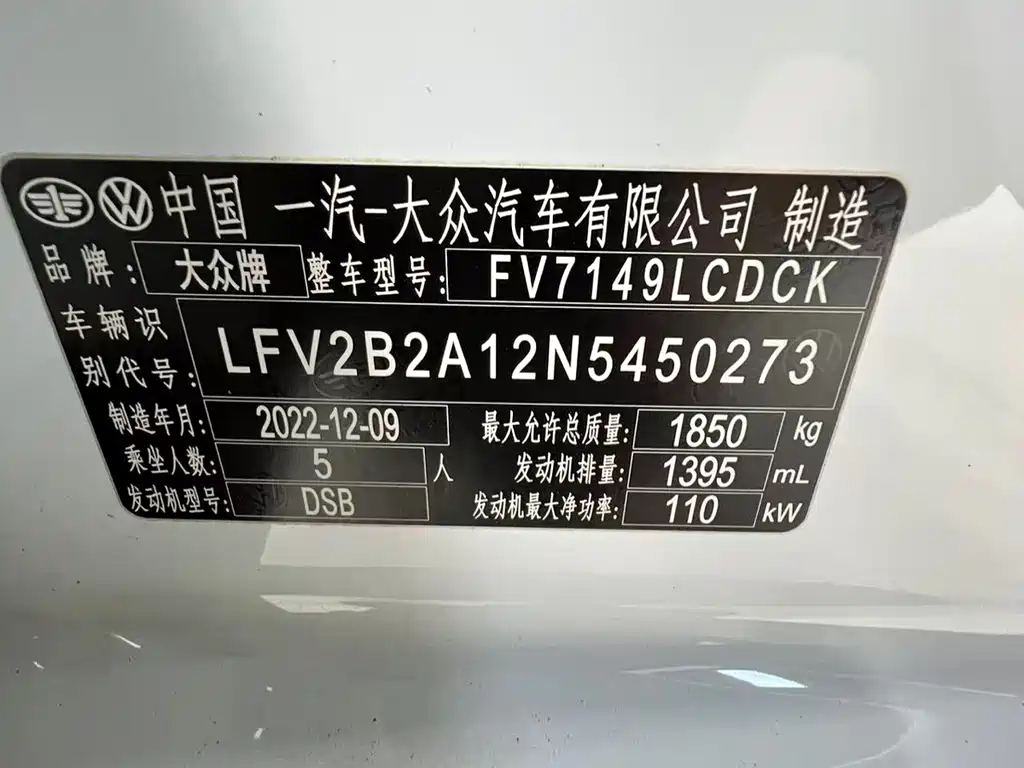 中国 一汽-大众汽车有限公司 制造
品牌: 大众牌 整车型号: FV7149LCDCK
车辆识别代号: LFV2B2A12N5450273
制造年月: 2022-12-09 最大允许总质量: 1850 kg
乘坐人数: 5 人 发动机排量: 1395 mL
发动机型号: DSB 发动机最大净功率: 110 kW